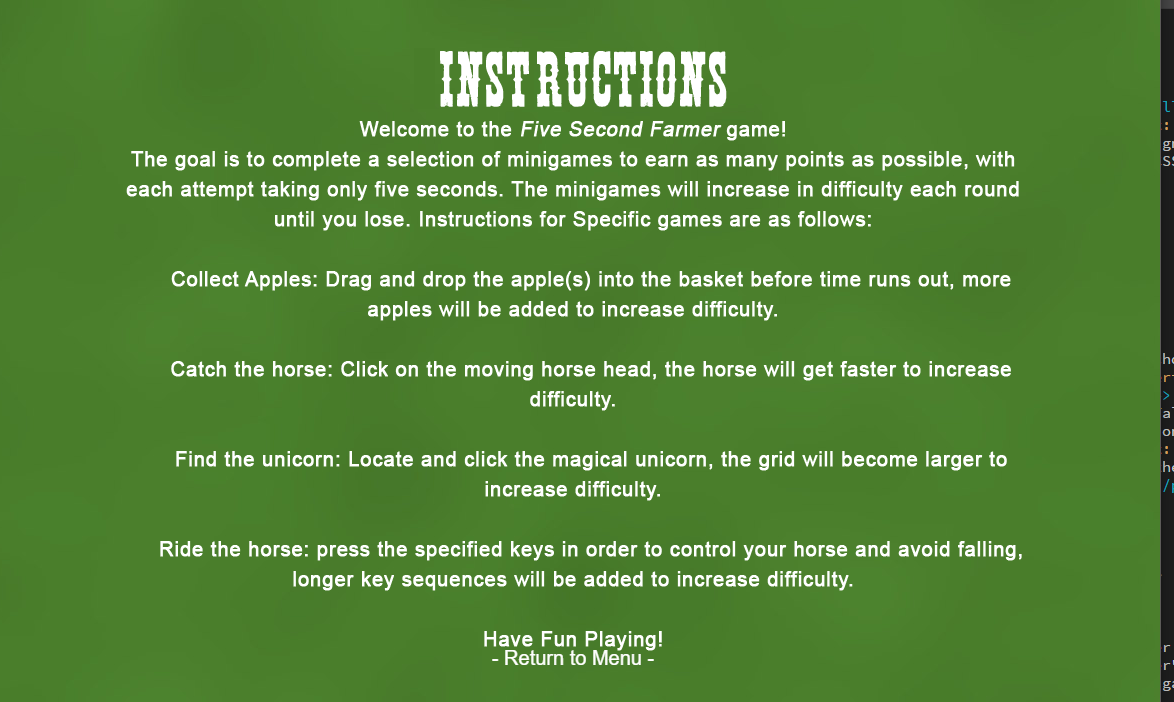 INSTRUCTIONS
Welcome to the Five Second Farmer game!
The goal is to complete a selection of minigames to earn as many points as possible, with
each attempt taking only five seconds. The minigames will increase in difficulty each round
until you lose. Instructions for Specific games are as follows:
Collect Apples: Drag and drop the apple(s) into the basket before time runs out, more
apples will be added to increase difficulty.
Catch the horse: Click on the moving horse head, the horse will get faster to increase
difficulty.
Find the unicorn: Locate and click the magical unicorn, the grid will become larger to
increase difficulty.
Ride the horse: press the specified keys in order to control your horse and avoid falling,
longer key sequences will be added to increase difficulty.
Have Fun Playing!
- Return to Menu -